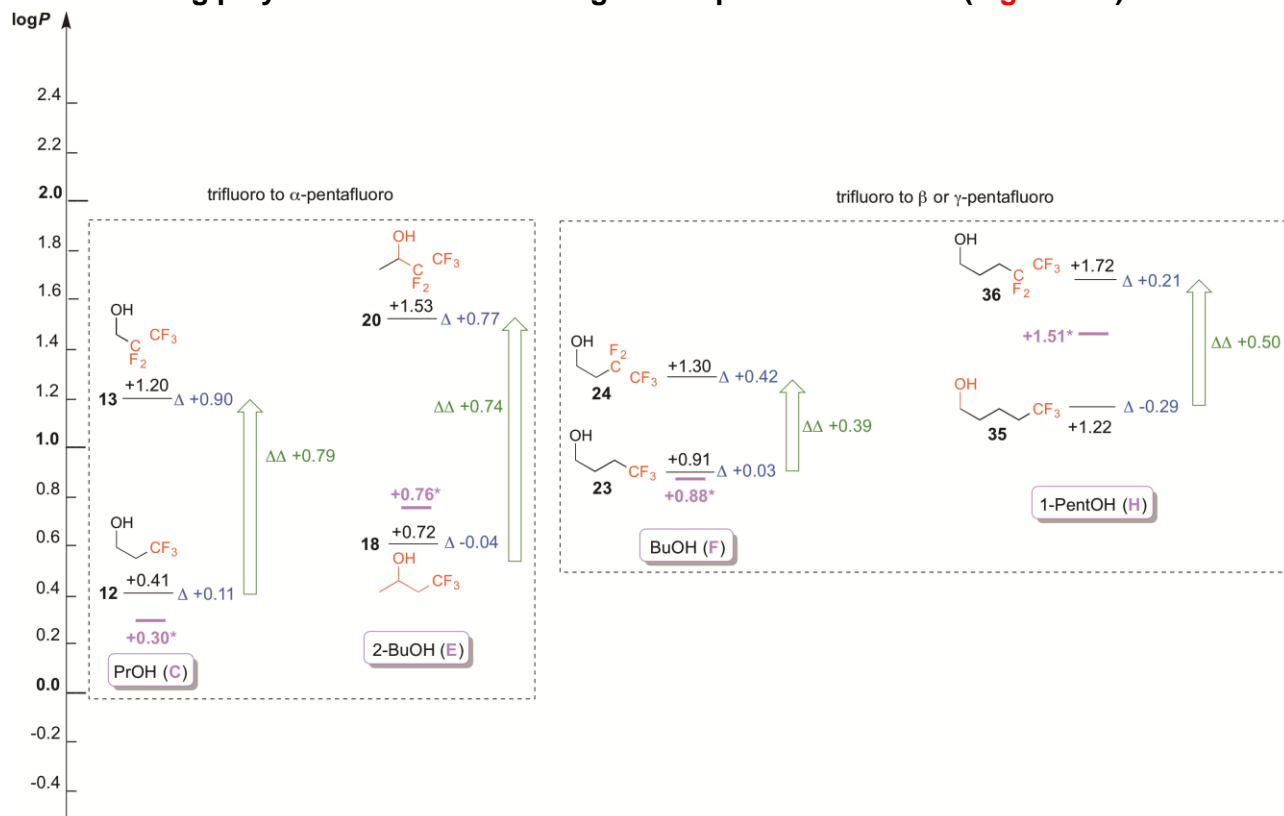 logP
2.4
2.2
2.0
1.8
1.6
1.4
1.2
1.0
0.8
0.6
0.4
0.2
0.0
-0.2
-0.4
trifluoro to α-pentafluoro
OH
CF3
C
F2
13
+1.20
Δ +0.90
ΔΔ +0.79
OH
CF3
12
+0.41
Δ +0.11
+0.30*
PrOH (C)
OH
CF3
C
F2
20
+1.53
Δ +0.77
ΔΔ +0.74
+0.76*
18
+0.72
Δ -0.04
OH
CF3
2-BuOH (E)
trifluoro to β or γ-pentafluoro
OH
F2
C
CF3
24
+1.30
Δ +0.42
ΔΔ +0.39
OH
CF3
23
+0.91
Δ +0.03
+0.88*
BuOH (F)
OH
CF3
C
F2
36
+1.72
Δ +0.21
+1.51*
ΔΔ +0.50
OH
CF3
35
Δ -0.29
+1.22
1-PentOH (H)